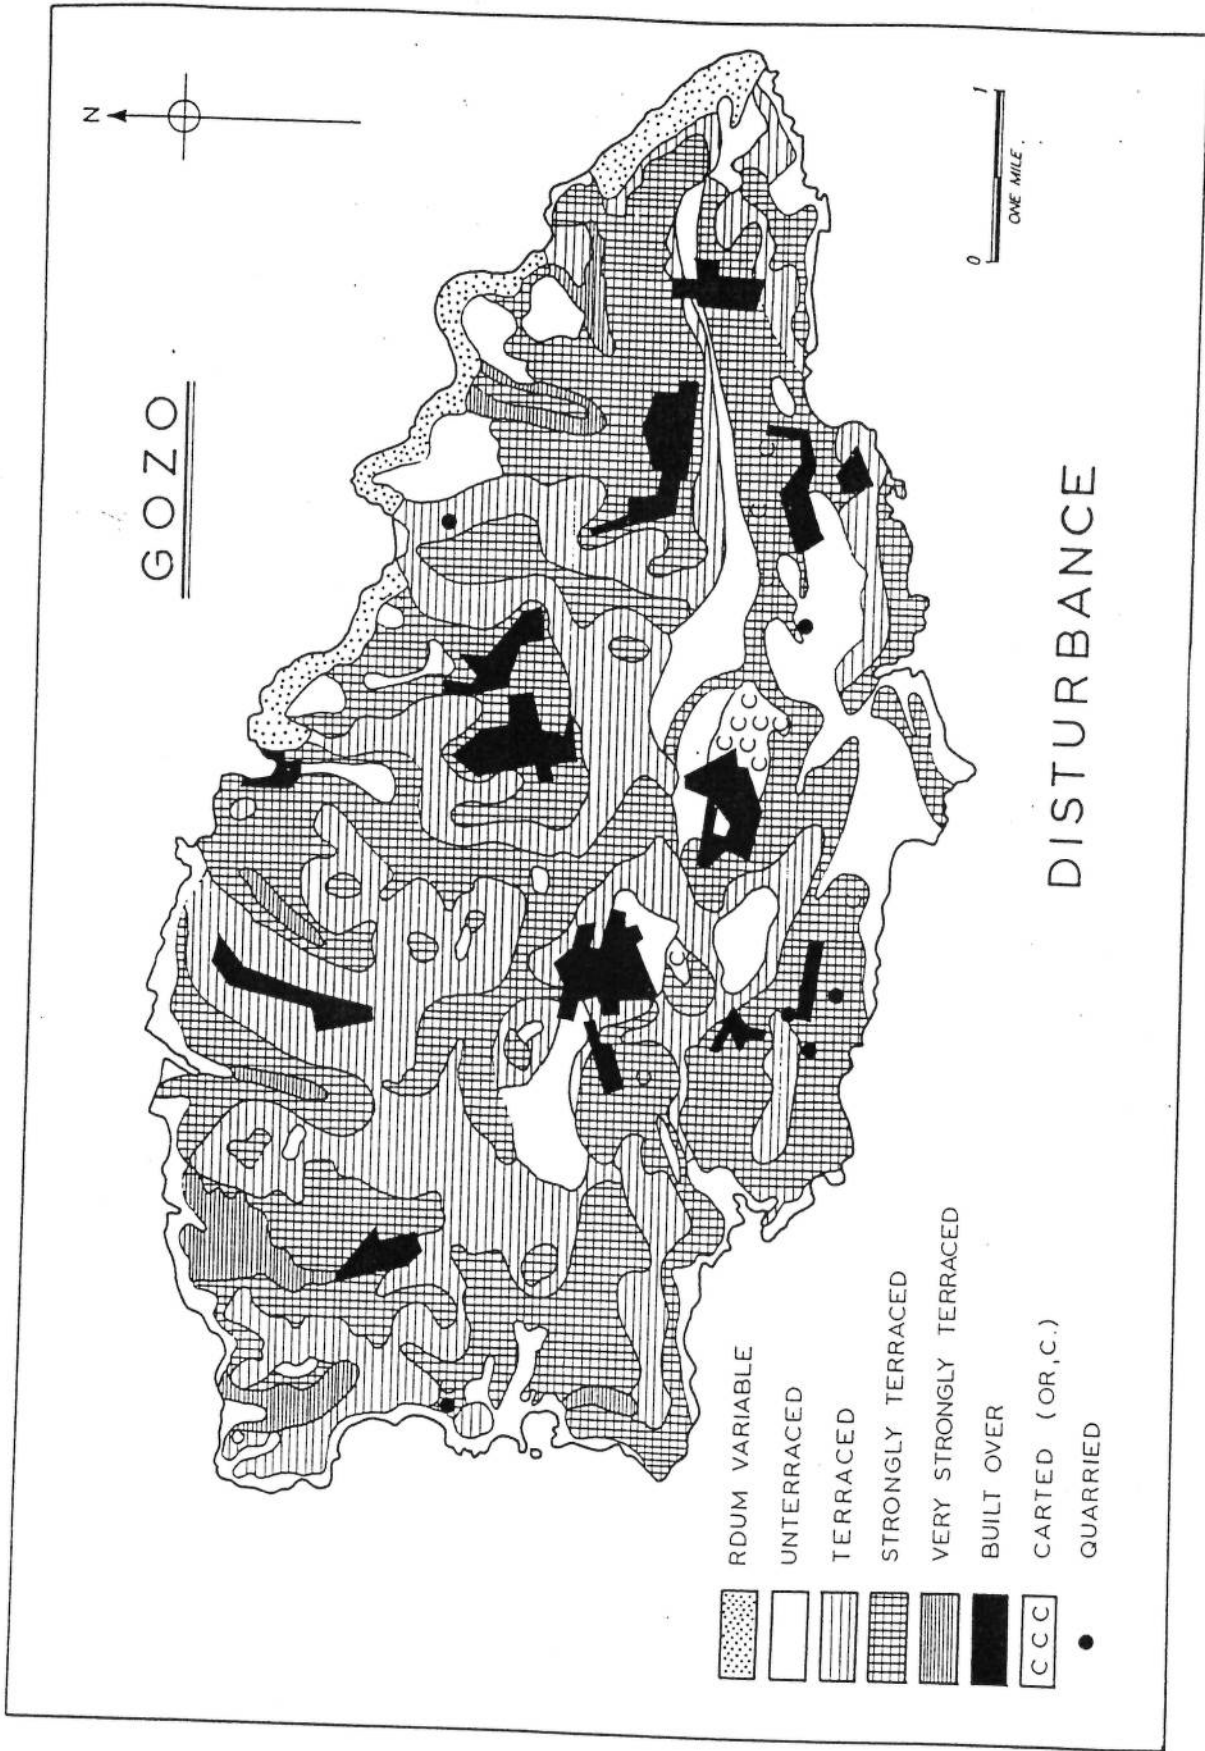 GOZO
N
0 1
ONE MILE.
C
C
C
C C C
C C C C
C
DISTURBANCE
RDUM VARIABLE
UNTERRACED
TERRACED
STRONGLY TERRACED
VERY STRONGLY TERRACED
BUILT OVER
CCC CARTED (OR,C.)
QUARRIED